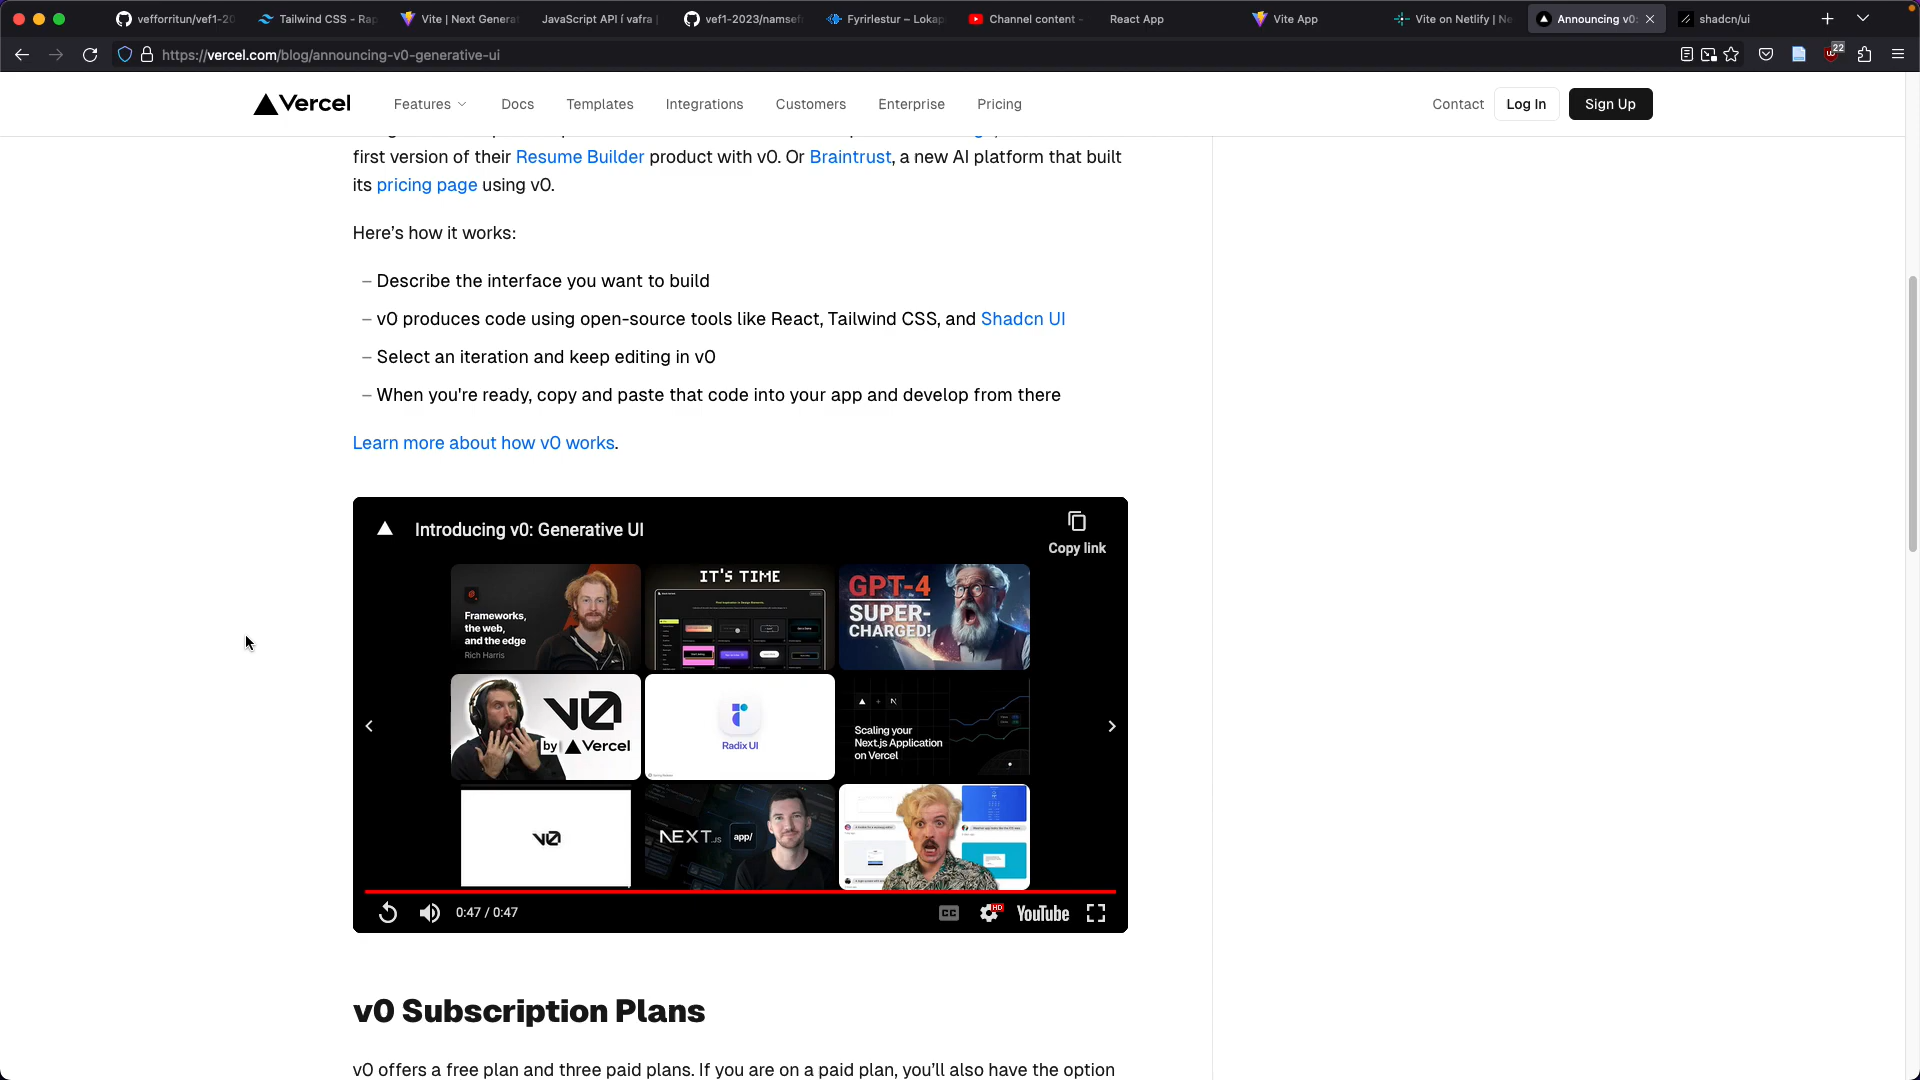 vefforritun/vef1-20
Tailwind CSS - Rap
Vite | Next Generat
JavaScript API í vafra |
vef1-2023/namsef
Fyrirlestur – Lokap
Channel content -
React App
Vite App
Vite on Netlify | Ne
Announcing v0:
shadcn/ui
https://vercel.com/blog/announcing-v0-generative-ui
22
Vercel
Features
Docs
Templates
Integrations
Customers
Enterprise
Pricing
Contact
Log In
Sign Up
first version of their Resume Builder product with v0. Or Braintrust, a new AI platform that built
its pricing page using v0.
Here’s how it works:
– Describe the interface you want to build
– v0 produces code using open-source tools like React, Tailwind CSS, and Shadcn UI
– Select an iteration and keep editing in v0
– When you're ready, copy and paste that code into your app and develop from there
Learn more about how v0 works.
Introducing v0: Generative UI
Copy link
Frameworks,
the web,
and the edge
Rich Harris
IT'S TIME
GPT-4
SUPER-
CHARGED!
v0
by Vercel
Radix UI
Scaling your
Next.js Application
on Vercel
v0
NEXT.JS app/
0:47 / 0:47
CC
HD
YouTube
v0 Subscription Plans
v0 offers a free plan and three paid plans. If you are on a paid plan, you’ll also have the option